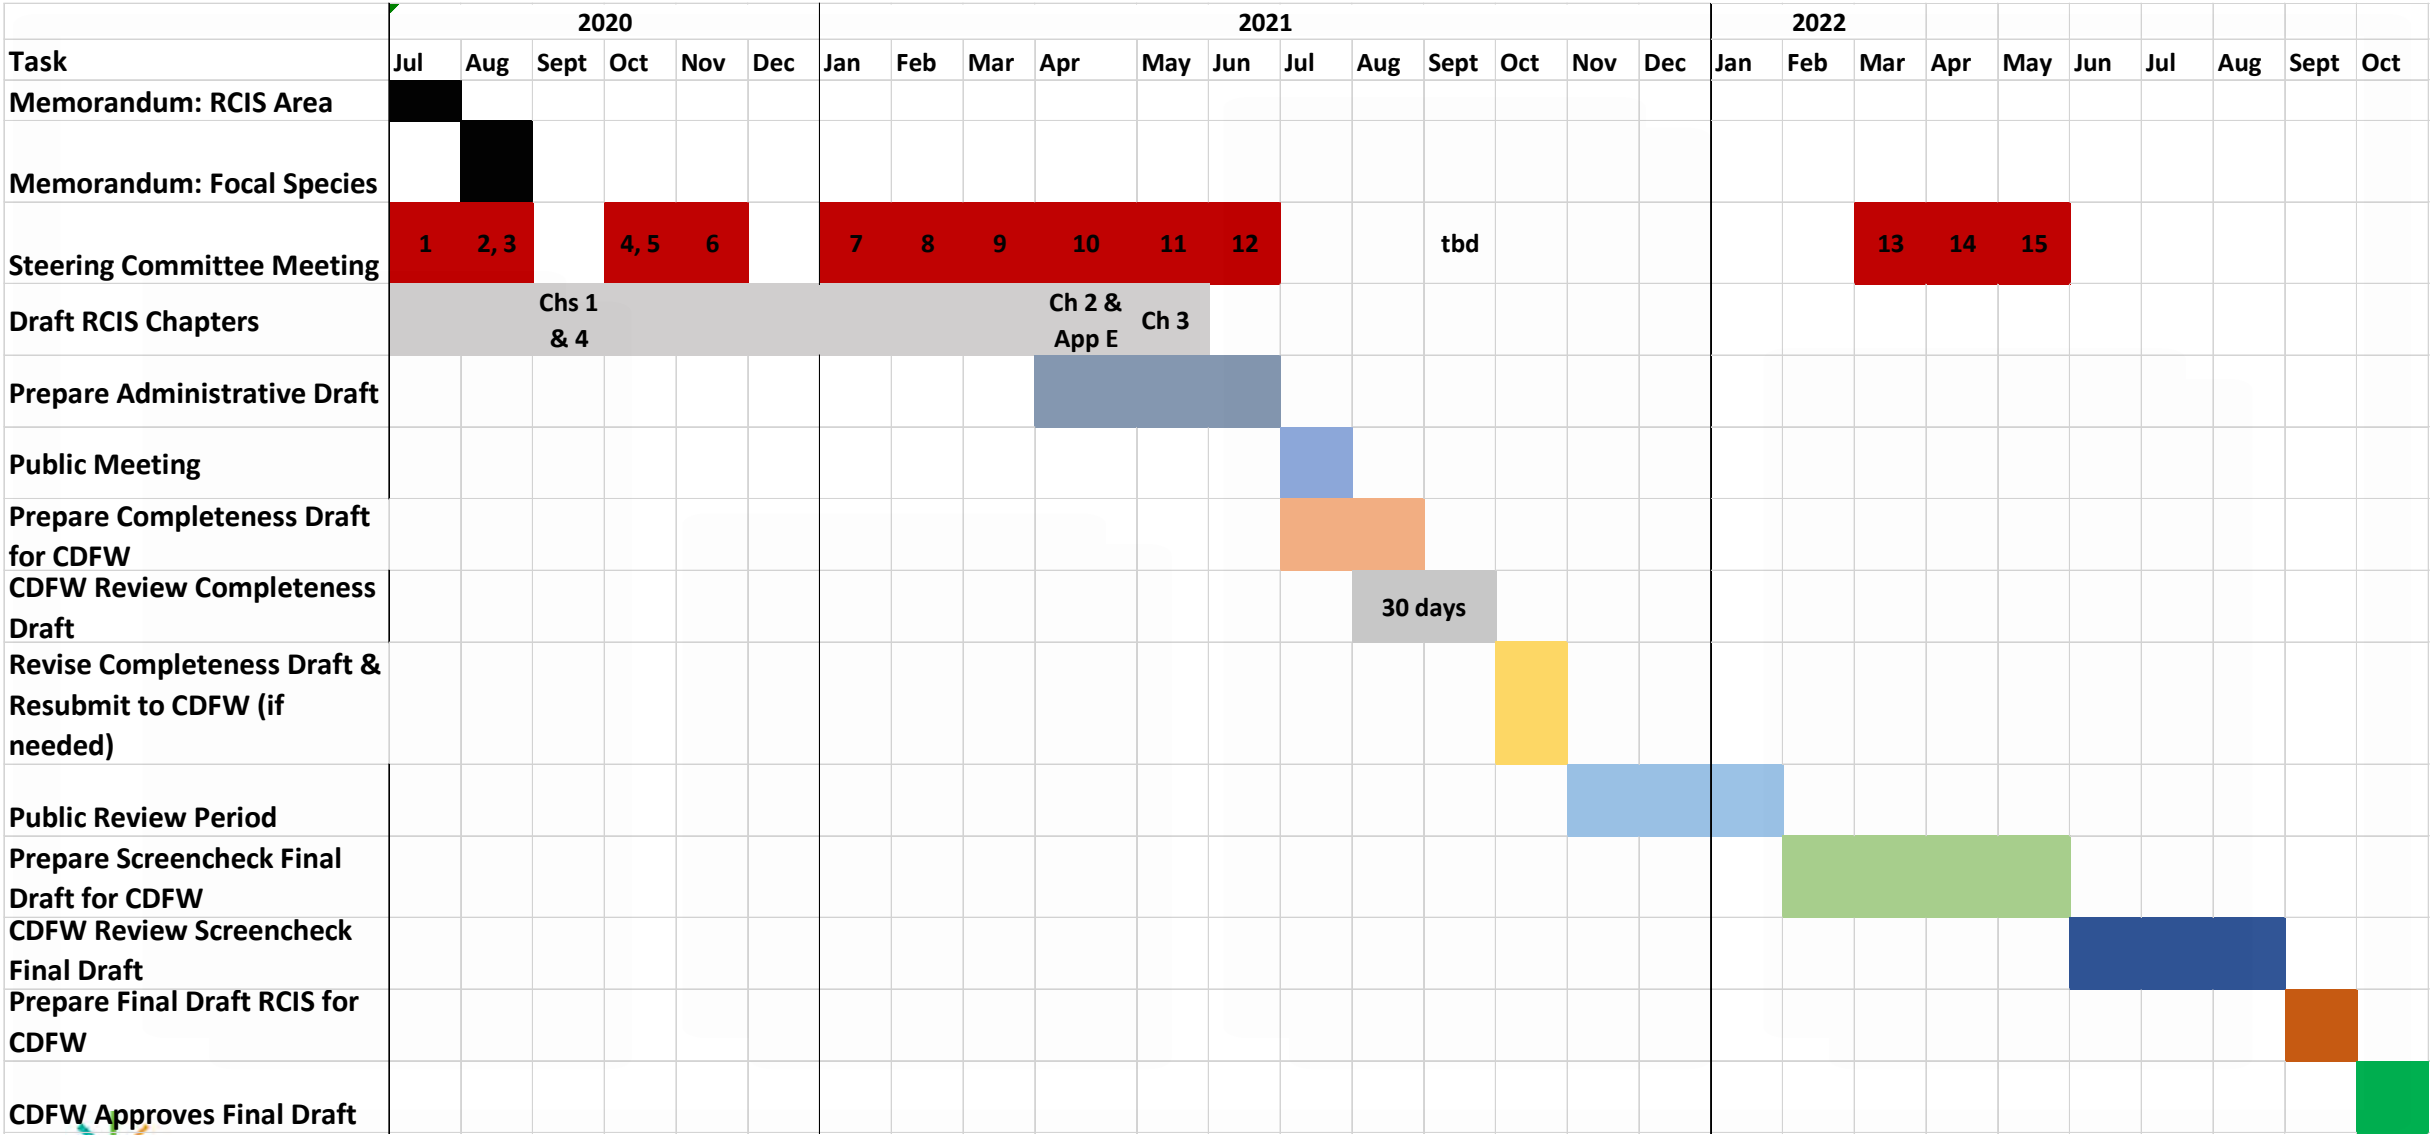 2020 2021 2022
Task Jul Aug Sept Oct Nov Dec Jan Feb Mar Apr May Jun Jul Aug Sept Oct Nov Dec Jan Feb Mar Apr May Jun Jul Aug Sept Oct
Memorandum: RCIS Area
Memorandum: Focal Species
Steering Committee Meeting 1 2, 3 4, 5 6 7 8 9 10 11 12 tbd 13 14 15
Draft RCIS Chapters
Chs 1
& 4
Ch 2 &
App E
Ch 3
Prepare Administrative Draft
Public Meeting
Prepare Completeness Draft
for CDFW
CDFW Review Completeness
Draft
30 days
Revise Completeness Draft &
Resubmit to CDFW (if
needed)
Public Review Period
Prepare Screencheck Final
Draft for CDFW
CDFW Review Screencheck
Final Draft
Prepare Final Draft RCIS for
CDFW
CDFW Approves Final Draft